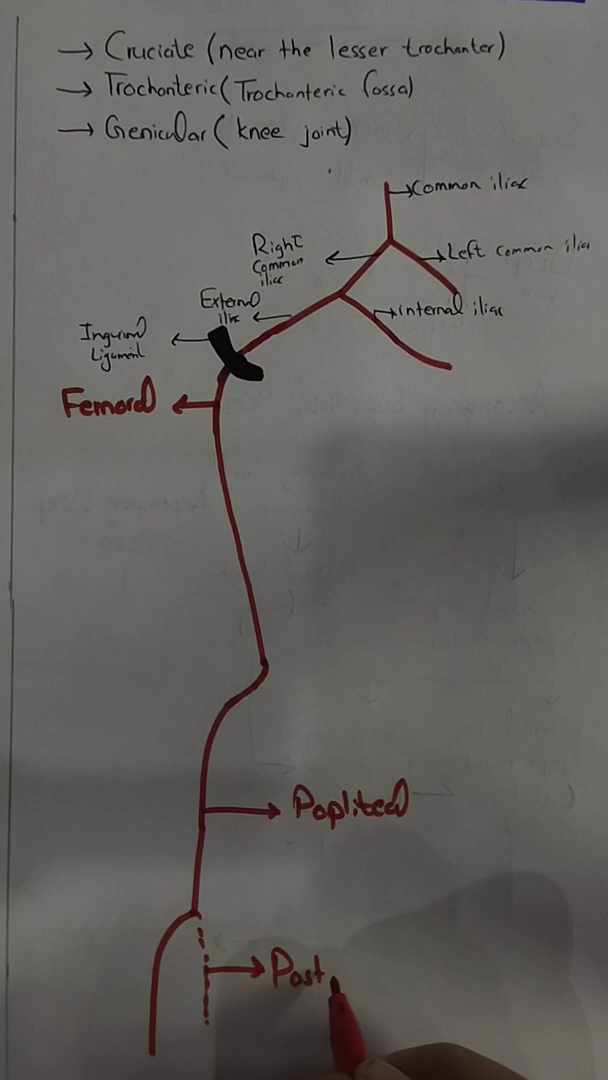 → Cruciate (near the lesser trochanter)
→ Trochanteric (Trochanteric fossa)
→ Genicular (knee joint)
Common iliac
Right
Common
iliac
Left common iliac
External
iliac
internal iliac
Inguinal
Ligament
Femoral
Popliteal
Post